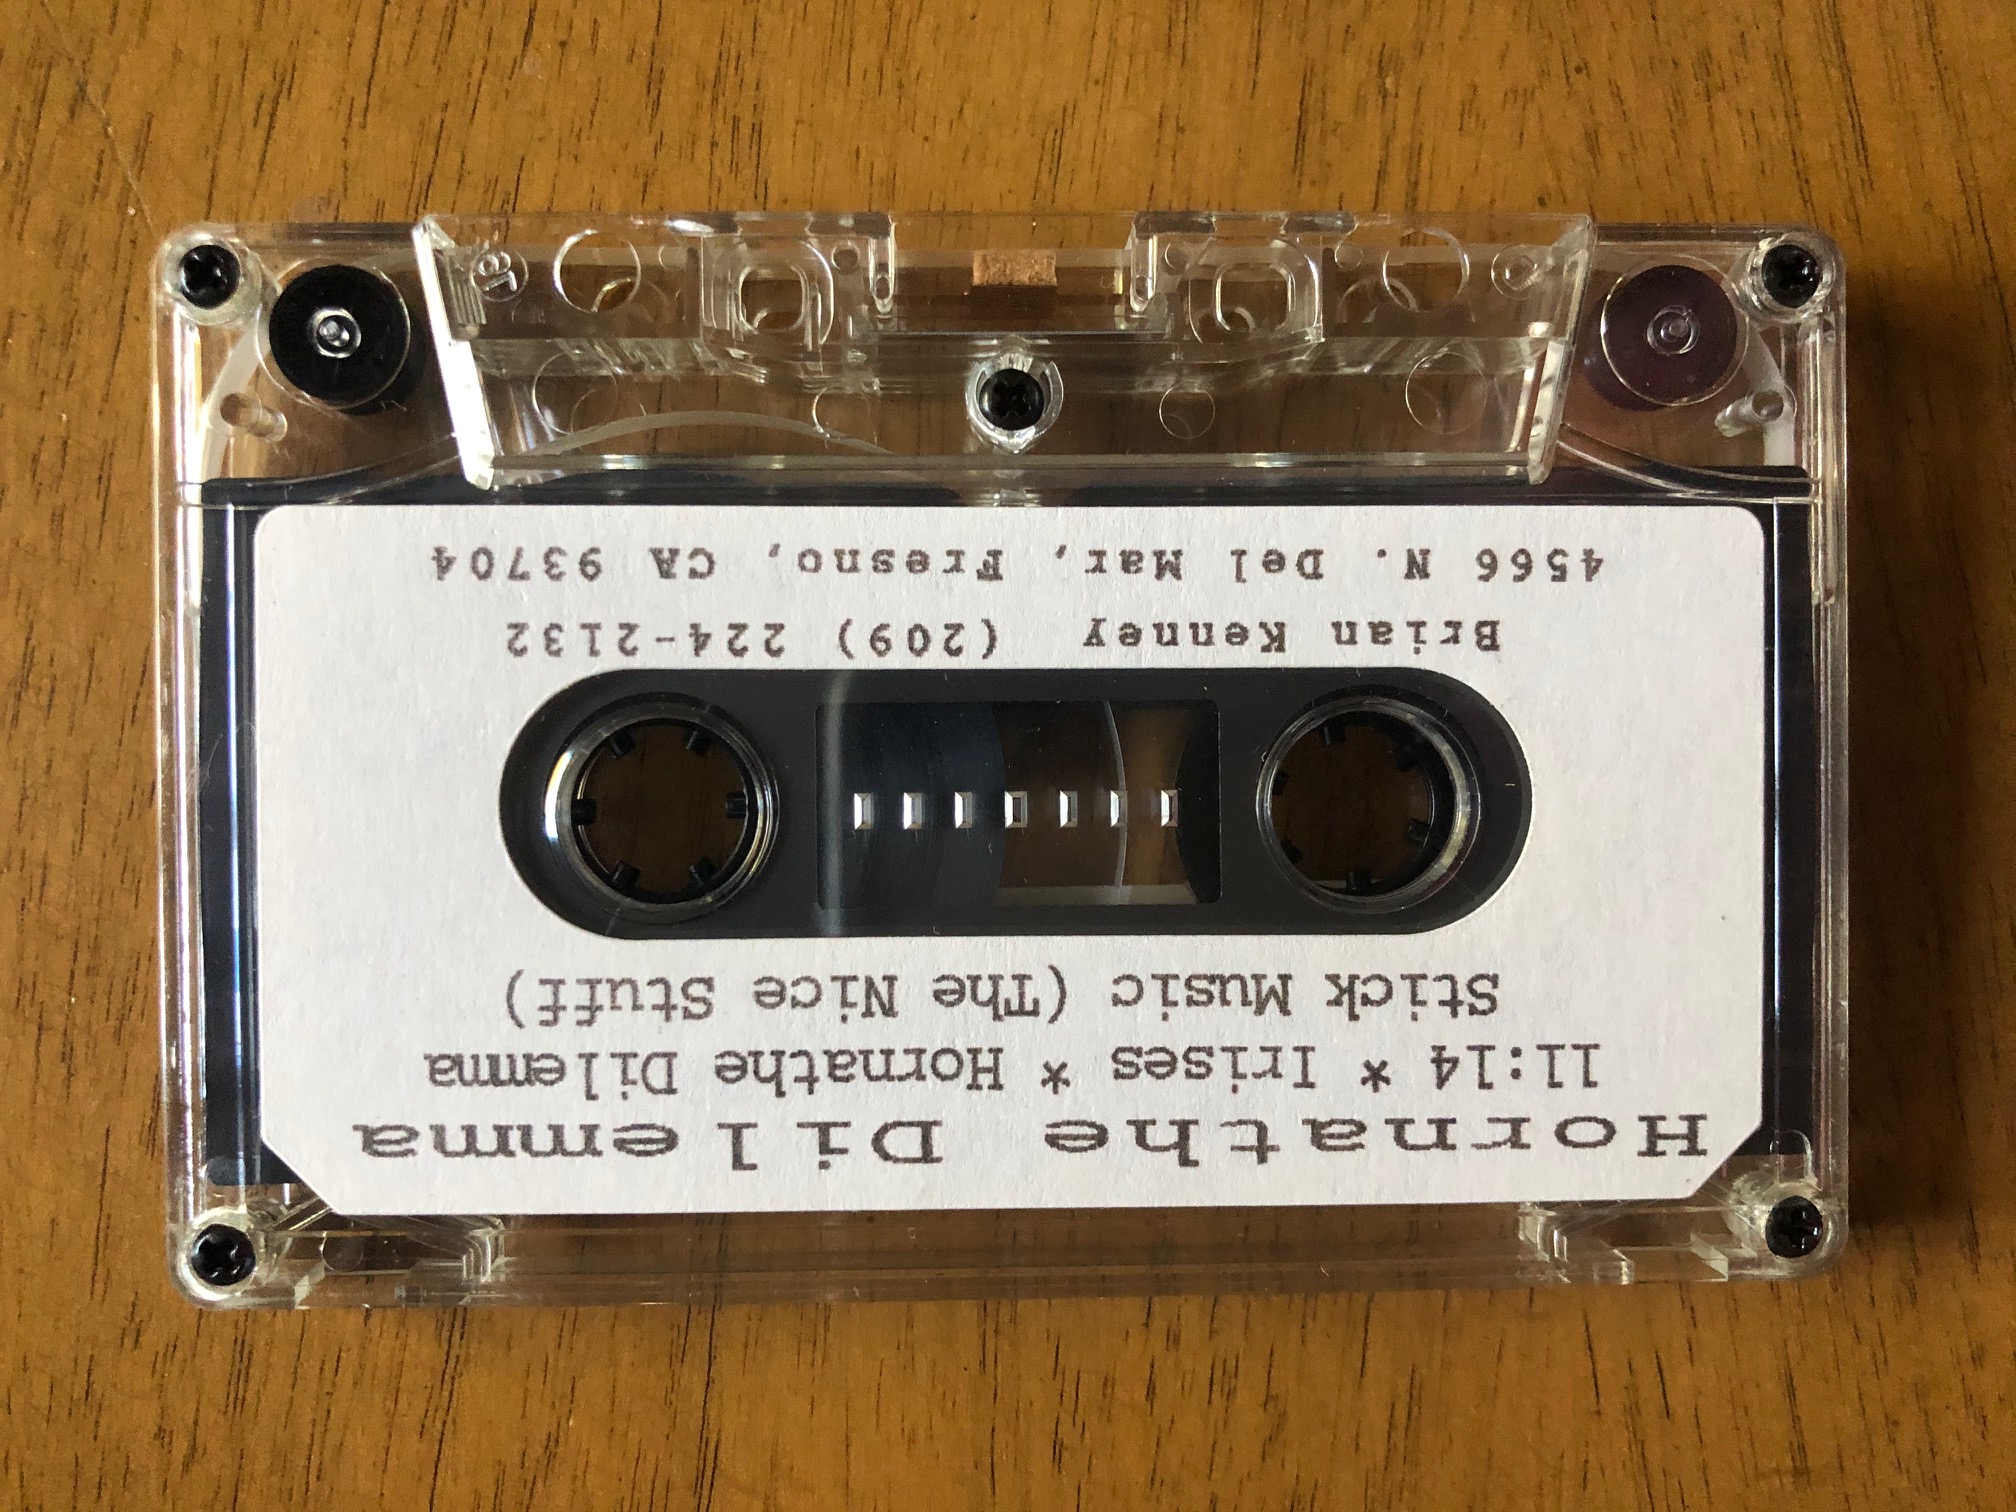 Hornathe Dilemma
11:14 * Irises * Hornathe Dilemma
Stick Music (The Nice Stuff)
Brian Kenney (209) 224-2132
4566 N. Del Mar, Fresno, CA 93704